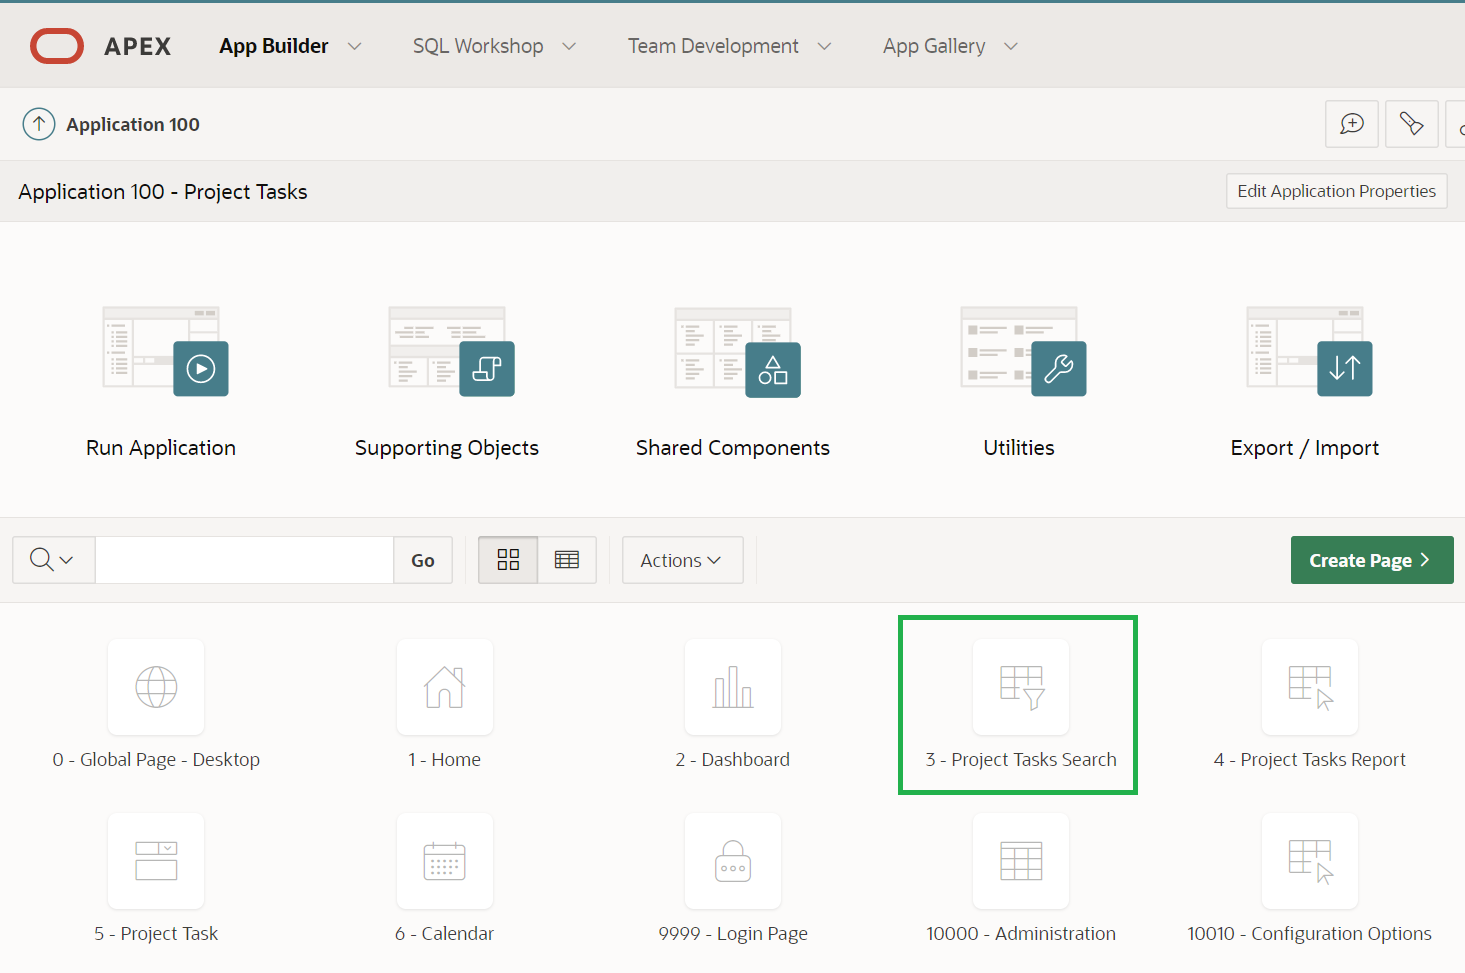 APEX App Builder SQL Workshop Team Development App Gallery
Application 100
Application 100 - Project Tasks Edit Application Properties
Run Application Supporting Objects Shared Components Utilities Export / Import
Go Actions Create Page
0 - Global Page - Desktop 1 - Home 2 - Dashboard 3 - Project Tasks Search 4 - Project Tasks Report
5 - Project Task 6 - Calendar 9999 - Login Page 10000 - Administration 10010 - Configuration Options